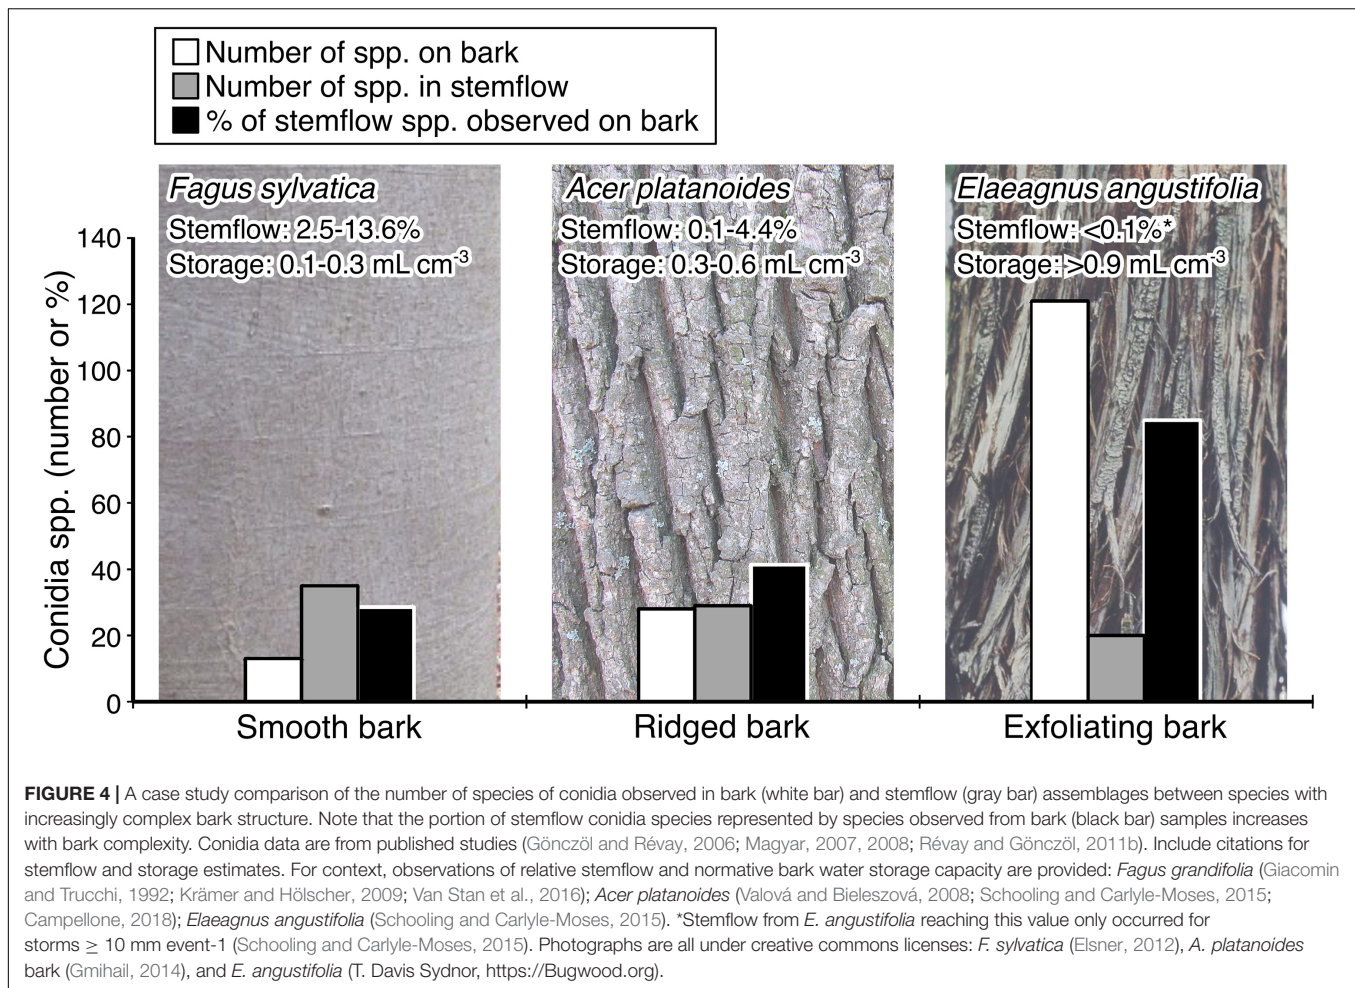 Number of spp. on bark
Number of spp. in stemflow
% of stemflow spp. observed on bark
Fagus sylvatica
Stemflow: 2.5-13.6%
Storage: 0.1-0.3 mL cm-3
Acer platanoides
Stemflow: 0.1-4.4%
Storage: 0.3-0.6 mL cm-3
Elaeagnus angustifolia
Stemflow: <0.1%*
Storage: >0.9 mL cm-3
Conidia spp. (number or %)
140
120
100
80
60
40
20
0
Smooth bark
Ridged bark
Exfoliating bark
FIGURE 4 | A case study comparison of the number of species of conidia observed in bark (white bar) and stemflow (gray bar) assemblages between species with
increasingly complex bark structure. Note that the portion of stemflow conidia species represented by species observed from bark (black bar) samples increases
with bark complexity. Conidia data are from published studies (Gönczöl and Révay, 2006; Magyar, 2007, 2008; Révay and Gönczöl, 2011b). Include citations for
stemflow and storage estimates. For context, observations of relative stemflow and normative bark water storage capacity are provided: Fagus grandifolia (Giacomin
and Trucchi, 1992; Krämer and Hölscher, 2009; Van Stan et al., 2016); Acer platanoides (Valová and Bieleszová, 2008; Schooling and Carlyle-Moses, 2015;
Campellone, 2018); Elaeagnus angustifolia (Schooling and Carlyle-Moses, 2015). *Stemflow from E. angustifolia reaching this value only occurred for
storms ≥ 10 mm event-1 (Schooling and Carlyle-Moses, 2015). Photographs are all under creative commons licenses: F. sylvatica (Elsner, 2012), A. platanoides
bark (Gmihail, 2014), and E. angustifolia (T. Davis Sydnor, https://Bugwood.org).